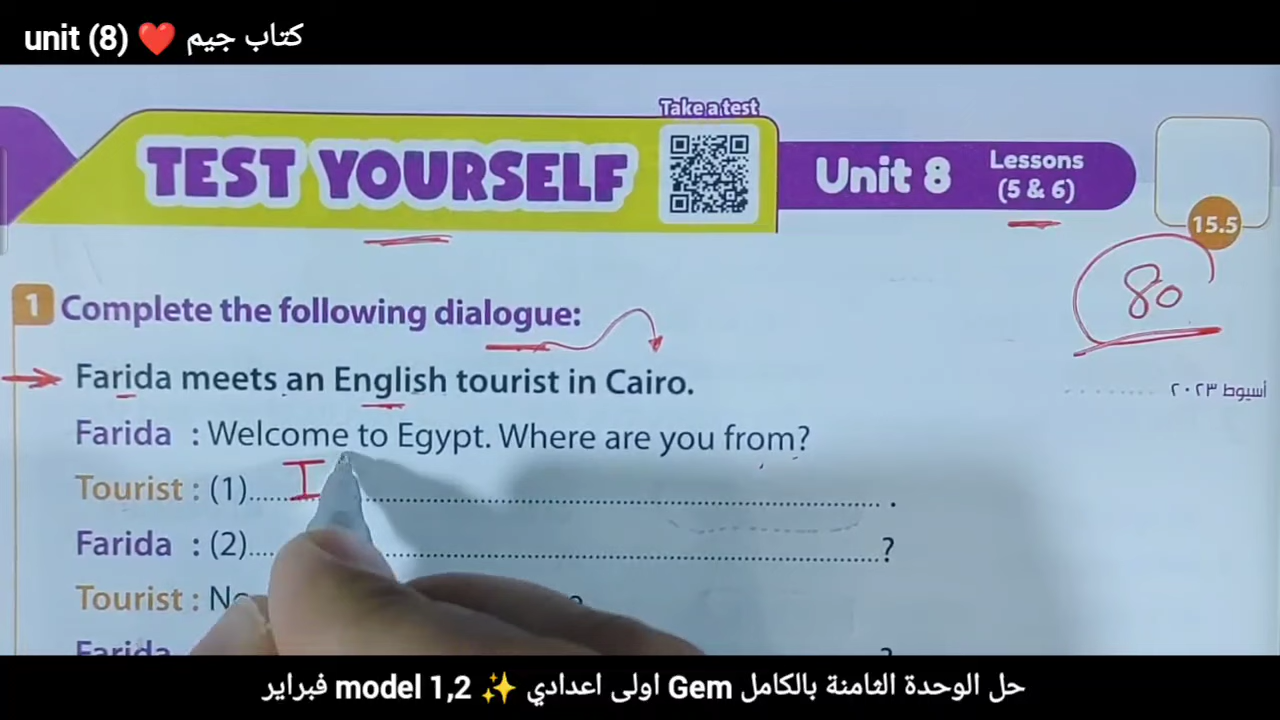 كتاب جيم ❤️ unit (8)
Take a test
TEST YOURSELF
Unit 8
Lessons
(5 & 6)
15.5
80
1 Complete the following dialogue:
Farida meets an English tourist in Cairo.
أسيوط ٢٠٢٣
Farida : Welcome to Egypt. Where are you from?
Tourist : (1)..... I ..... .
Farida : (2)..... ?
Tourist :
Farida
حل الوحدة الثامنة بالكامل Gem اولى اعدادي ✨ model 1,2 فبراير